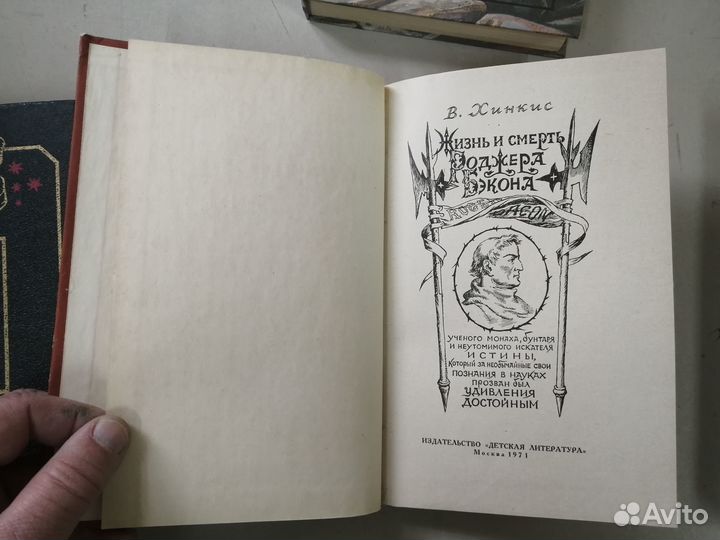 В. Хинкис
Жизнь и смерть
Роджера
Бэкона
ученого монаха, бунтаря
и неутомимого искателя
истины,
который за необычайные свои
познания в науках
прозван был
удивления
достойным
ИЗДАТЕЛЬСТВО «ДЕТСКАЯ ЛИТЕРАТУРА»
Москва 1971
Avito